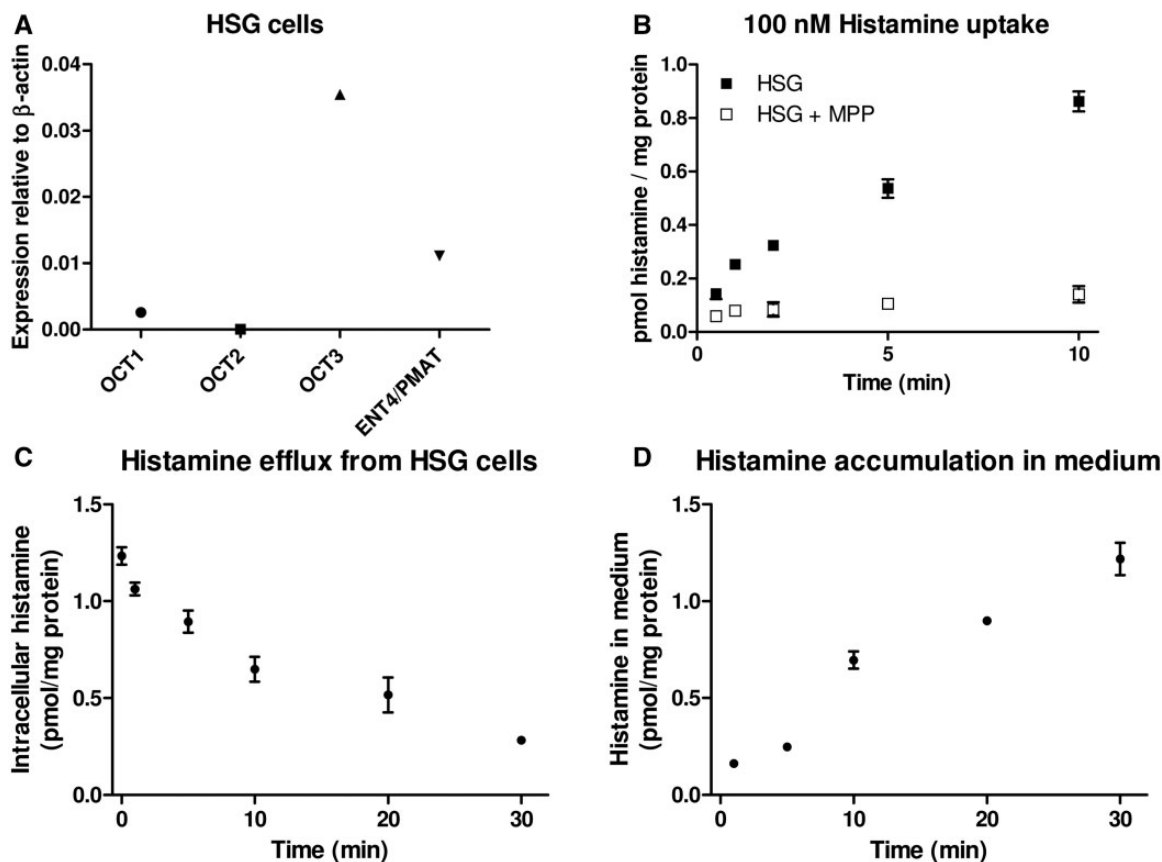 A
HSG cells
Expression relative to β-actin
0.04
0.03
0.02
0.01
0.00
OCT1
OCT2
OCT3
ENT4/PMAT
B
100 nM Histamine uptake
pmol histamine / mg protein
1.0
0.8
0.6
0.4
0.2
0.0
HSG
HSG + MPP
0
5
10
Time (min)
C
Histamine efflux from HSG cells
Intracellular histamine
(pmol/mg protein)
1.5
1.0
0.5
0.0
0
10
20
30
Time (min)
D
Histamine accumulation in medium
Histamine in medium
(pmol/mg protein)
1.5
1.0
0.5
0.0
0
10
20
30
Time (min)